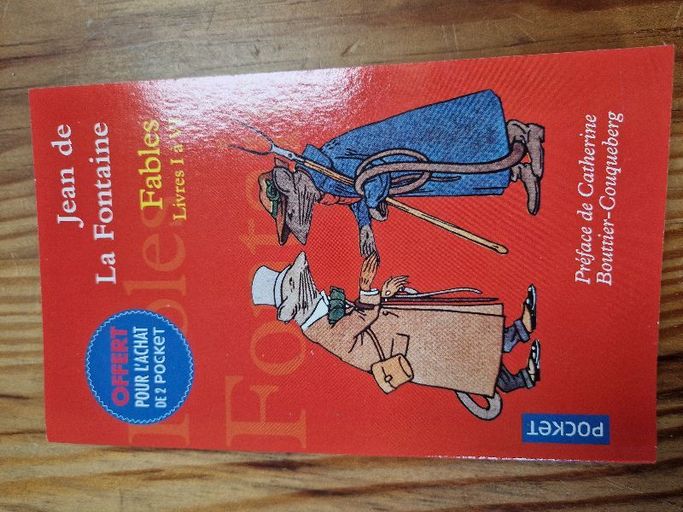 Jean de
La Fontaine
Fables
Livres I à VI
OFFERT
POUR L'ACHAT
DE 2 POCKET
Préface de Catherine
Bouttier-Couqueberg
POCKET